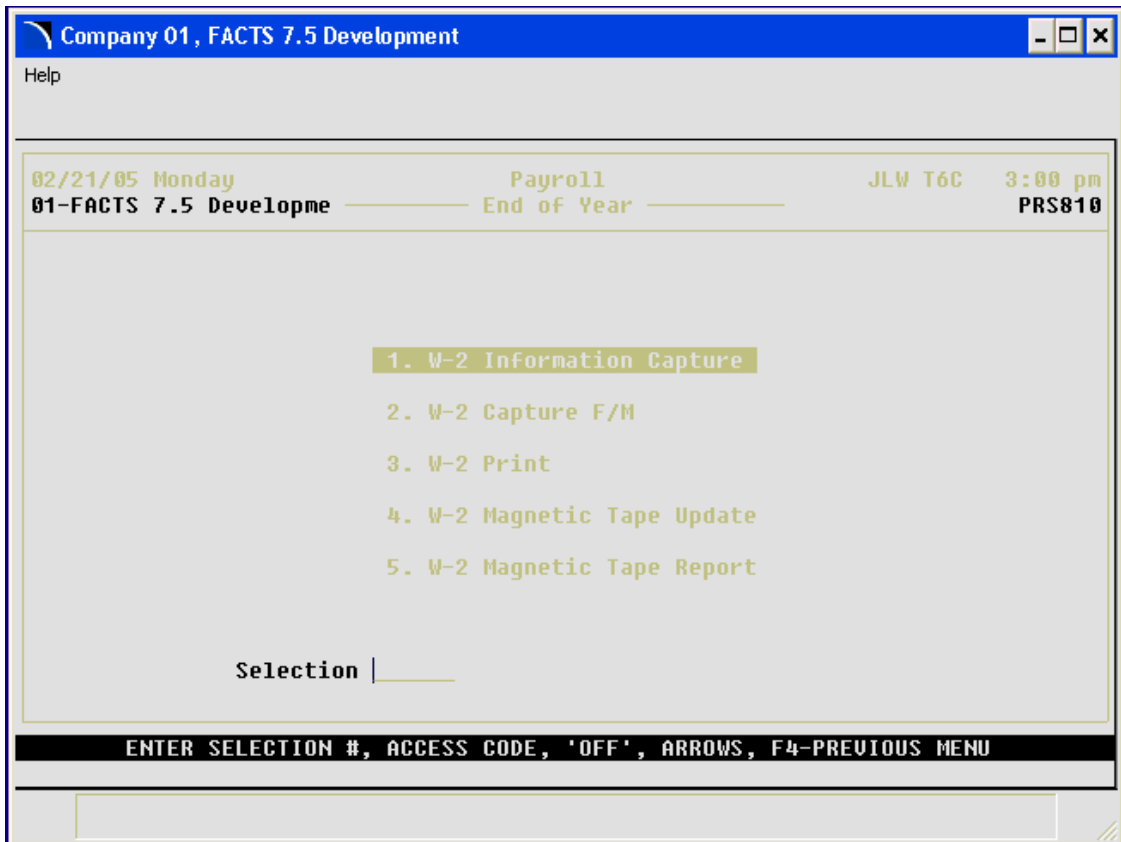 Company 01, FACTS 7.5 Development
Help
02/21/05 Monday Payroll JLW T6C 3:00 pm
01-FACTS 7.5 Developme End of Year PRS810
1. W-2 Information Capture
2. W-2 Capture F/M
3. W-2 Print
4. W-2 Magnetic Tape Update
5. W-2 Magnetic Tape Report
Selection
ENTER SELECTION #, ACCESS CODE, 'OFF', ARROWS, F4-PREVIOUS MENU